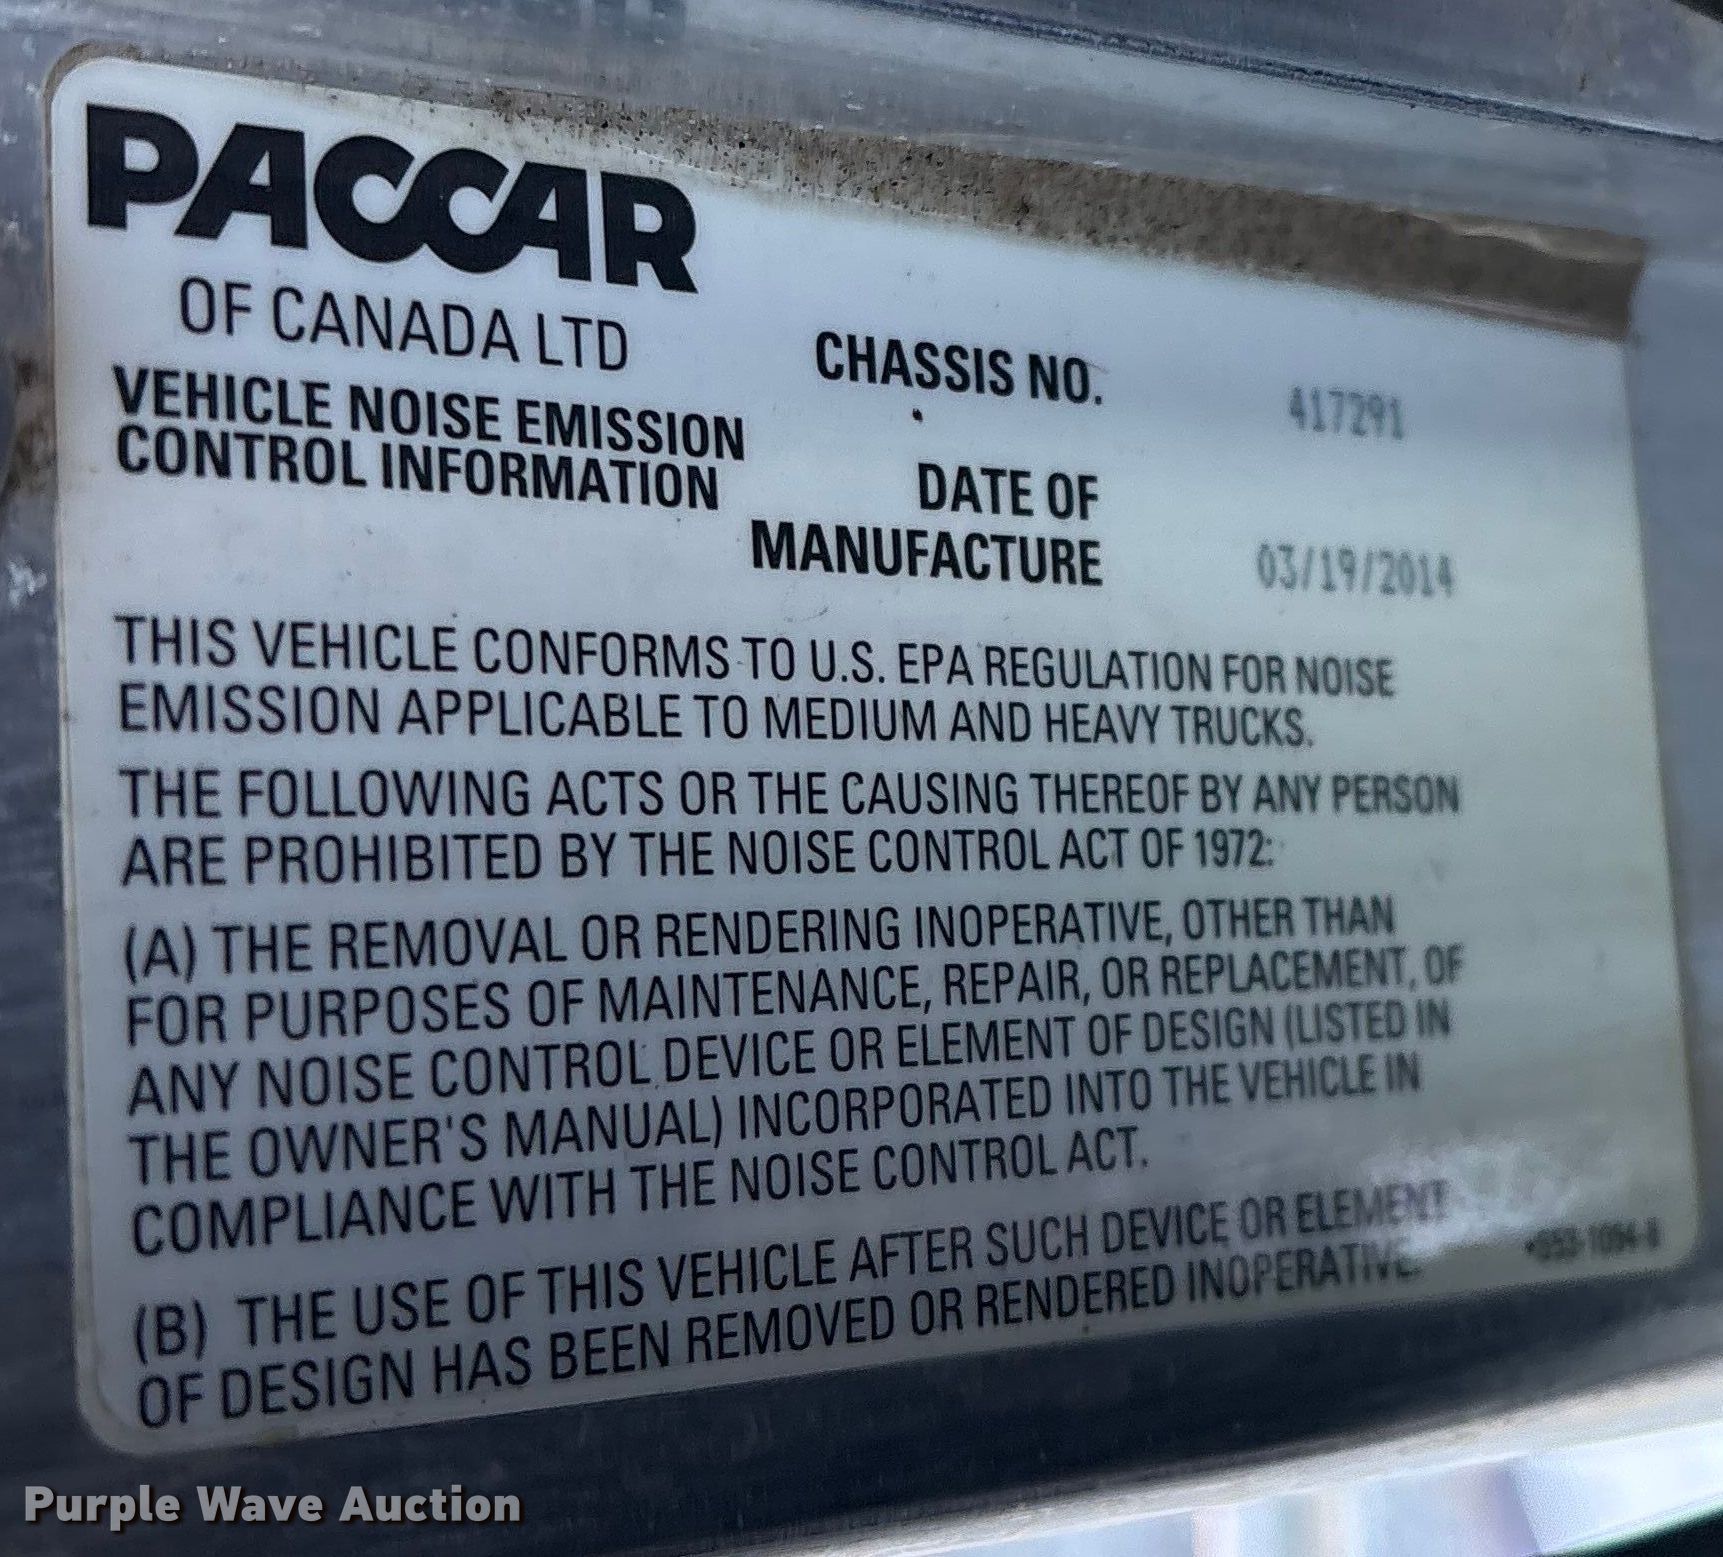 PACCAR
OF CANADA LTD
VEHICLE NOISE EMISSION
CONTROL INFORMATION
CHASSIS NO. 417291
DATE OF
MANUFACTURE 03/19/2014
THIS VEHICLE CONFORMS TO U.S. EPA REGULATION FOR NOISE
EMISSION APPLICABLE TO MEDIUM AND HEAVY TRUCKS.
THE FOLLOWING ACTS OR THE CAUSING THEREOF BY ANY PERSON
ARE PROHIBITED BY THE NOISE CONTROL ACT OF 1972:
(A) THE REMOVAL OR RENDERING INOPERATIVE, OTHER THAN
FOR PURPOSES OF MAINTENANCE, REPAIR, OR REPLACEMENT, OF
ANY NOISE CONTROL DEVICE OR ELEMENT OF DESIGN (LISTED IN
THE OWNER'S MANUAL) INCORPORATED INTO THE VEHICLE IN
COMPLIANCE WITH THE NOISE CONTROL ACT.
(B) THE USE OF THIS VEHICLE AFTER SUCH DEVICE OR ELEMENT
OF DESIGN HAS BEEN REMOVED OR RENDERED INOPERATIVE.
Purple Wave Auction